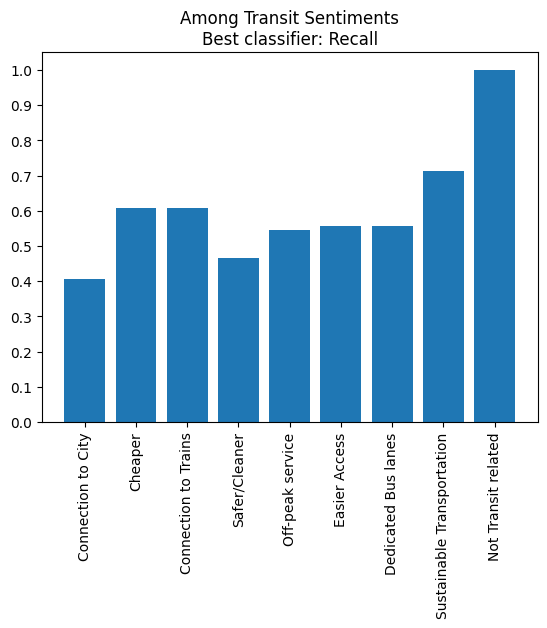 Among Transit Sentiments
Best classifier: Recall
1.0
0.9
0.8
0.7
0.6
0.5
0.4
0.3
0.2
0.1
0.0
Connection to City
Cheaper
Connection to Trains
Safer/Cleaner
Off-peak service
Easier Access
Dedicated Bus lanes
Sustainable Transportation
Not Transit related